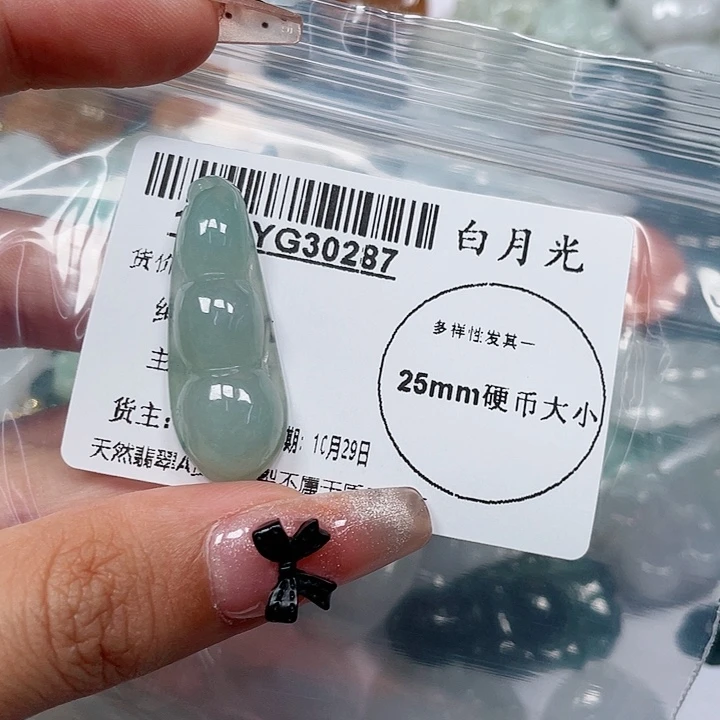 YG30287
白月光
货价
多样性发其一
25mm硬币大小
主
货主: 期: 10月29日
天然翡翠A